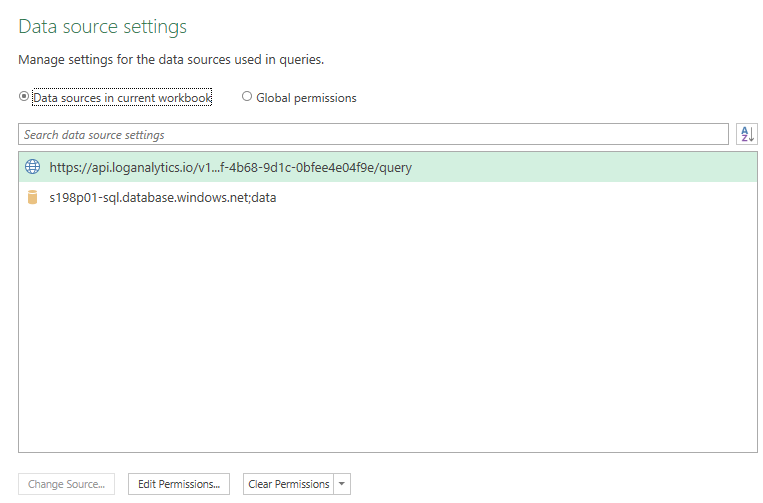 Data source settings
Manage settings for the data sources used in queries.
Data sources in current workbook
Global permissions
Search data source settings
https://api.loganalytics.io/v1...f-4b68-9d1c-0bfee4e04f9e/query
s198p01-sql.database.windows.net;data
Change Source...
Edit Permissions...
Clear Permissions